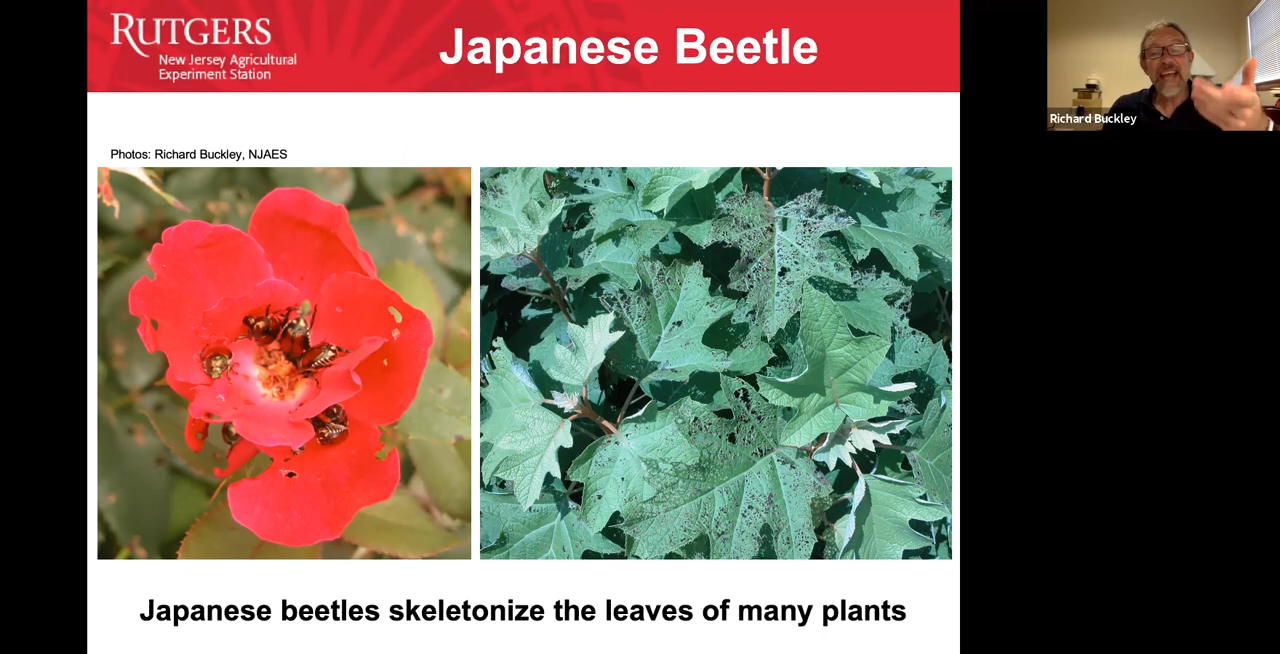 RUTGERS
New Jersey Agricultural
Experiment Station
Japanese Beetle
Richard Buckley
Photos: Richard Buckley, NJAES
Japanese beetles skeletonize the leaves of many plants